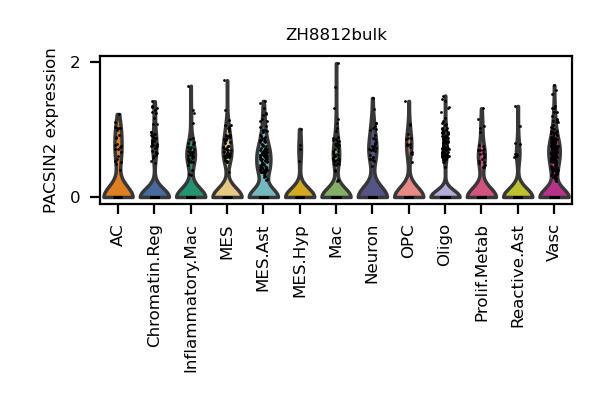 ZH8812bulk
PACSIN2 expression
2
0
AC
Chromatin.Reg
Inflammatory.Mac
MES
MES.Ast
MES.Hyp
Mac
Neuron
OPC
Oligo
Prolif.Metab
Reactive.Ast
Vasc